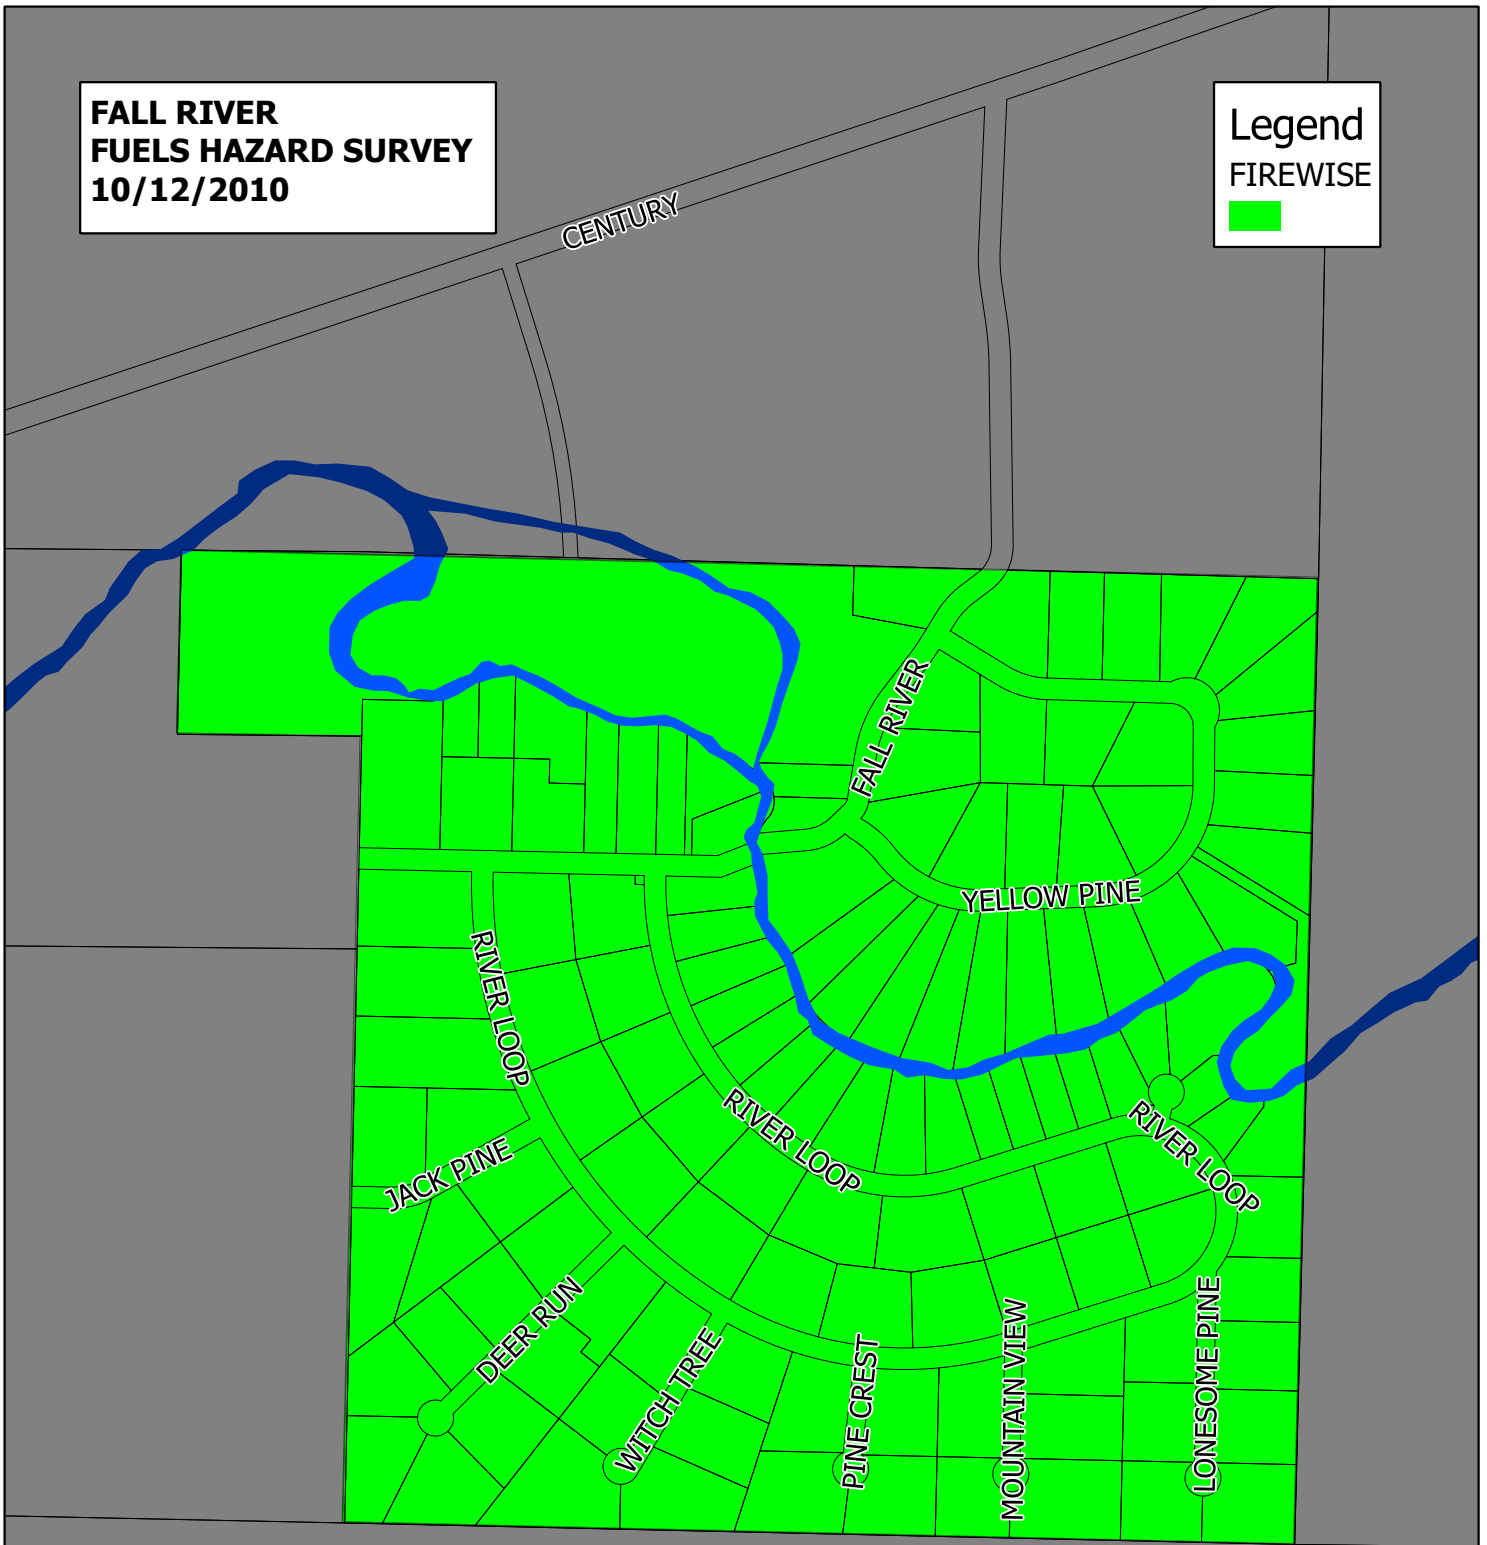 FALL RIVER
FUELS HAZARD SURVEY
10/12/2010
Legend
FIREWISE
CENTURY
FALL RIVER
YELLOW PINE
RIVER LOOP
RIVER LOOP
RIVER LOOP
JACK PINE
DEER RUN
WITCH TREE
PINE CREST
MOUNTAIN VIEW
LONESOME PINE